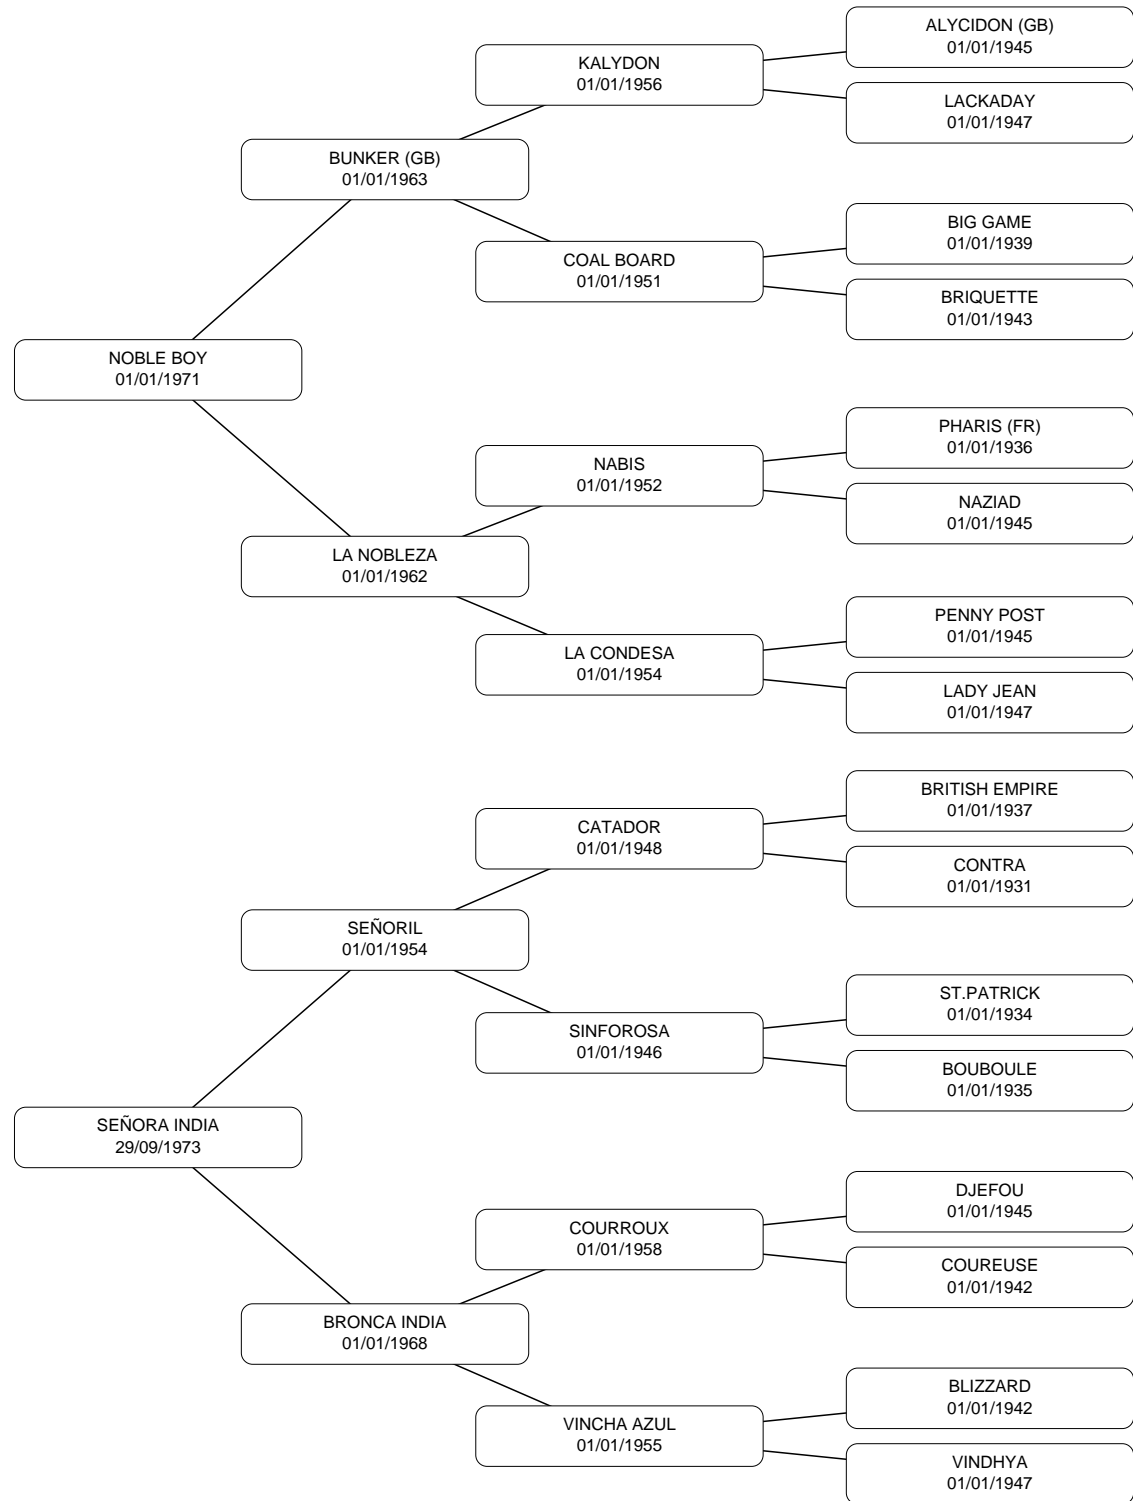 ALYCIDON (GB)
01/01/1945
KALYDON
01/01/1956
LACKADAY
01/01/1947
BUNKER (GB)
01/01/1963
BIG GAME
01/01/1939
COAL BOARD
01/01/1951
BRIQUETTE
01/01/1943
NOBLE BOY
01/01/1971
PHARIS (FR)
01/01/1936
NABIS
01/01/1952
NAZIAD
01/01/1945
LA NOBLEZA
01/01/1962
PENNY POST
01/01/1945
LA CONDESA
01/01/1954
LADY JEAN
01/01/1947
BRITISH EMPIRE
01/01/1937
CATADOR
01/01/1948
CONTRA
01/01/1931
SEÑORIL
01/01/1954
ST.PATRICK
01/01/1934
SINFOROSA
01/01/1946
BOUBOULE
01/01/1935
SEÑORA INDIA
29/09/1973
DJEFOU
01/01/1945
COURROUX
01/01/1958
COUREUSE
01/01/1942
BRONCA INDIA
01/01/1968
BLIZZARD
01/01/1942
VINCHA AZUL
01/01/1955
VINDHYA
01/01/1947